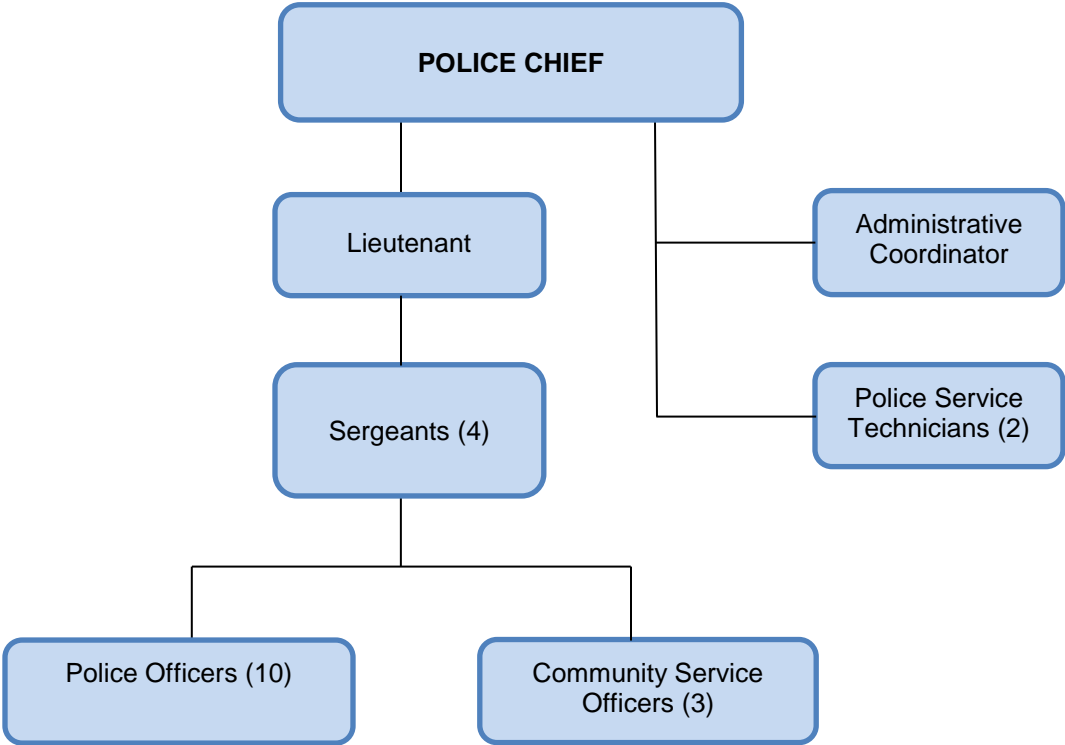 POLICE CHIEF
Lieutenant
Administrative
Coordinator
Sergeants (4)
Police Service
Technicians (2)
Police Officers (10)
Community Service
Officers (3)